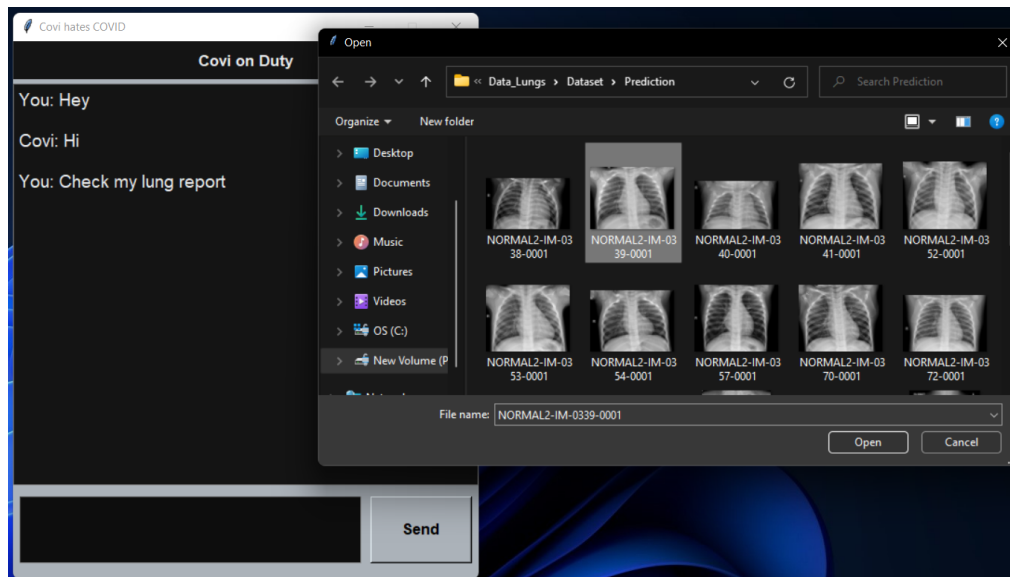 Covi hates COVID
Covi on Duty
You: Hey
Covi: Hi
You: Check my lung report
Send
Open
« Data_Lungs › Dataset › Prediction
Search Prediction
Organize
New folder
Desktop
Documents
Downloads
Music
Pictures
Videos
OS (C:)
New Volume (P
NORMAL2-IM-03
38-0001
NORMAL2-IM-03
39-0001
NORMAL2-IM-03
40-0001
NORMAL2-IM-03
41-0001
NORMAL2-IM-03
52-0001
NORMAL2-IM-03
53-0001
NORMAL2-IM-03
54-0001
NORMAL2-IM-03
57-0001
NORMAL2-IM-03
70-0001
NORMAL2-IM-03
72-0001
File name: NORMAL2-IM-0339-0001
Open
Cancel